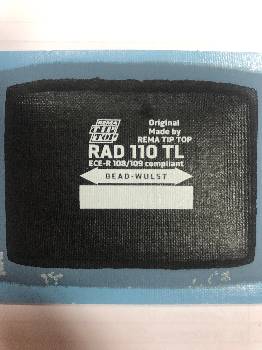 REMA
TIP
TOP
Original
Made by
REMA TIP TOP
RAD 110 TL
ECE-R 108/109 compliant
BEAD-WULST